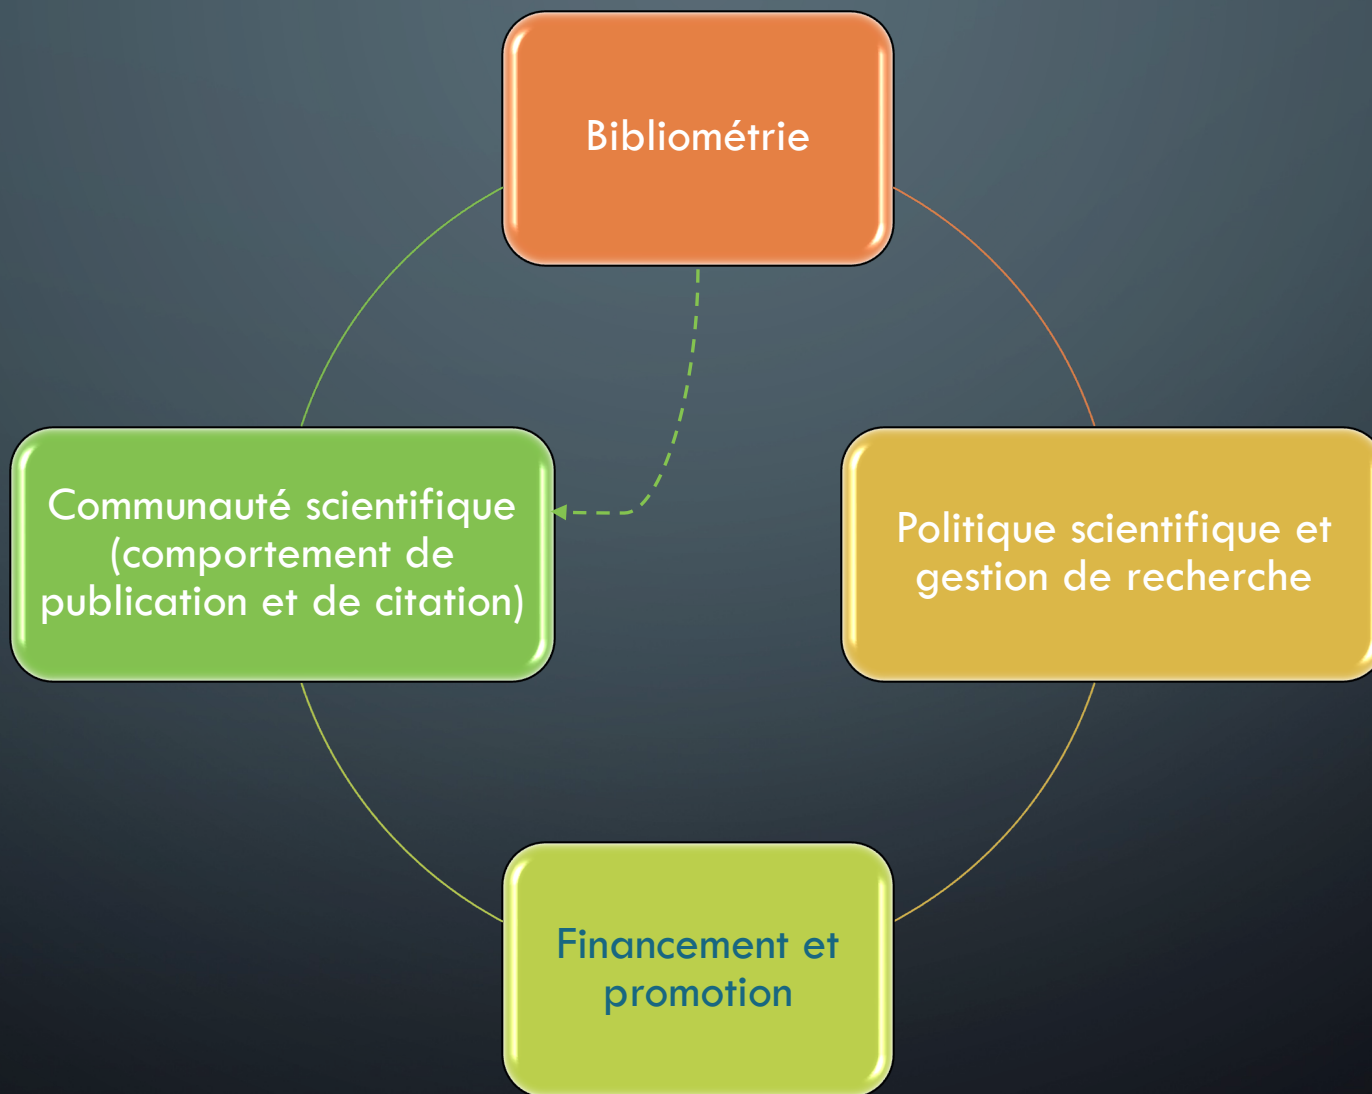 Bibliométrie
Communauté scientifique
(comportement de
publication et de citation)
Politique scientifique et
gestion de recherche
Financement et
promotion